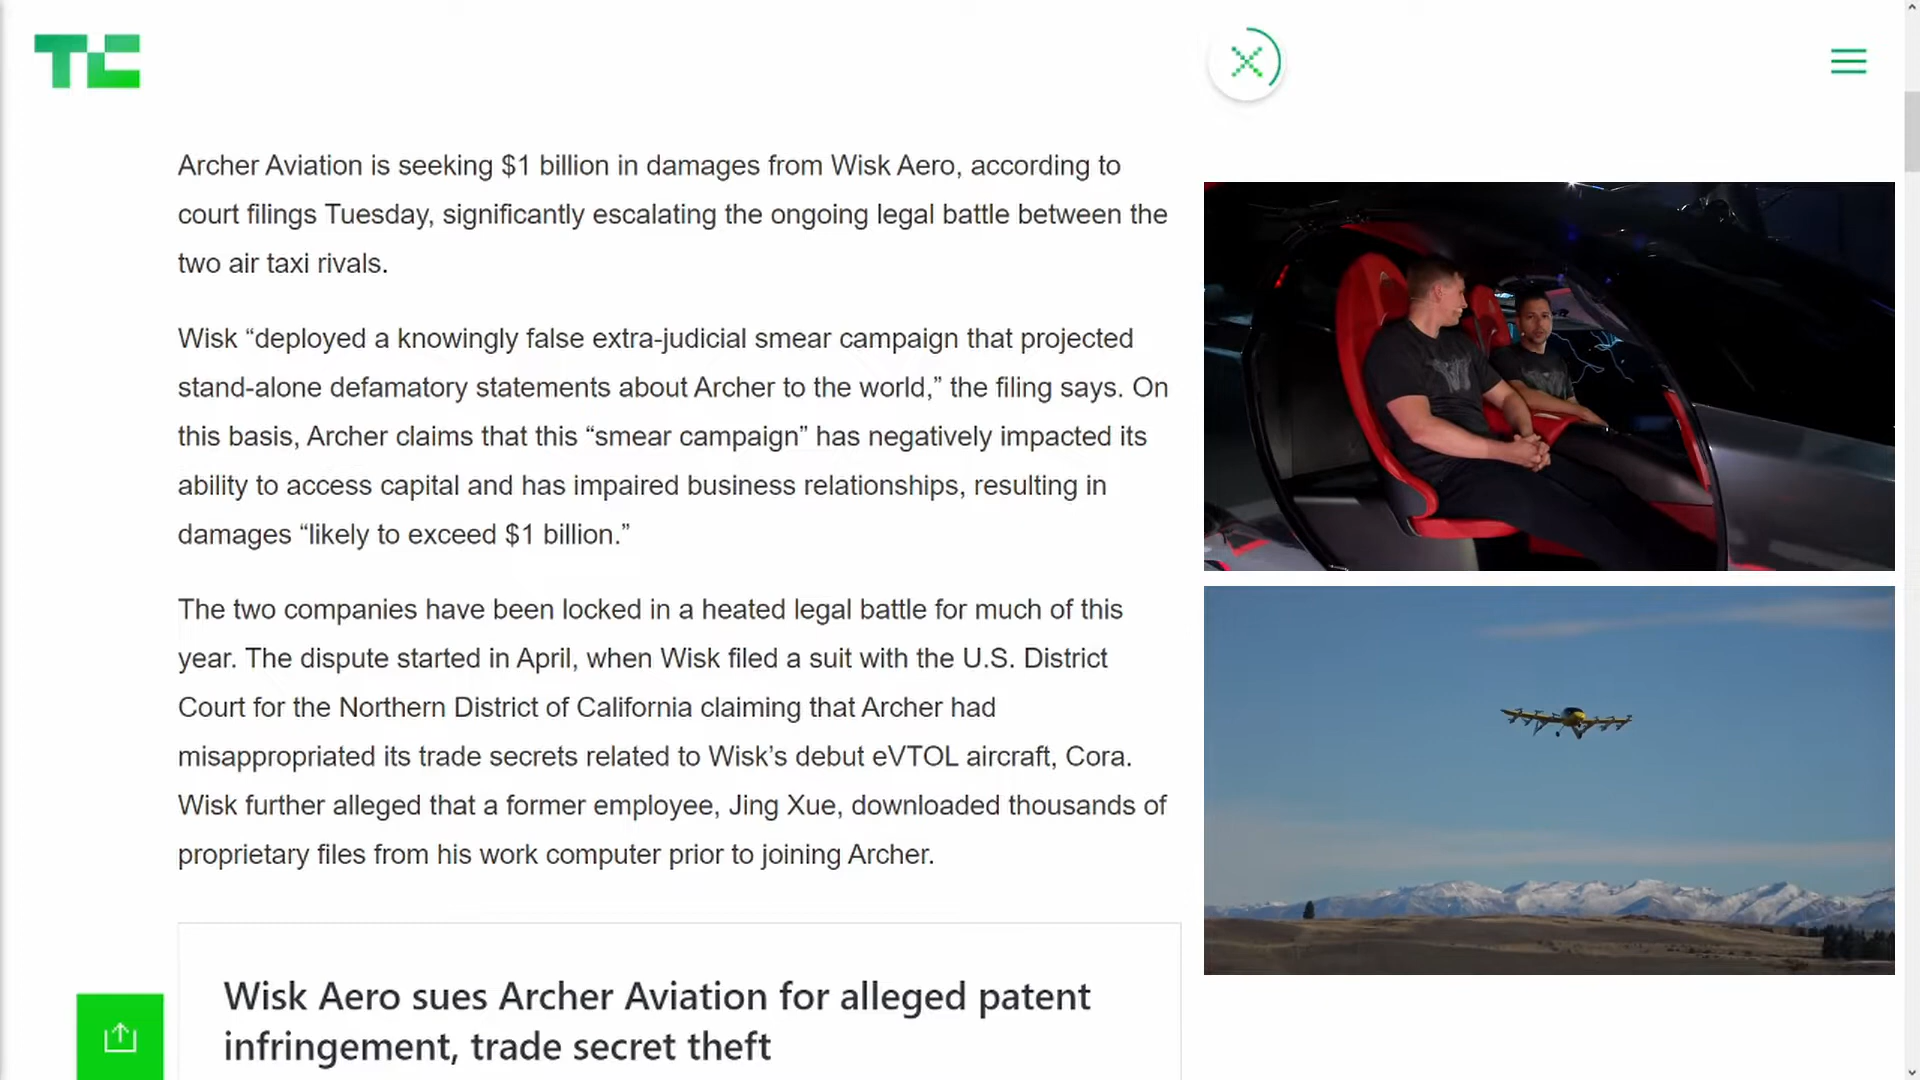 TC
Archer Aviation is seeking $1 billion in damages from Wisk Aero, according to
court filings Tuesday, significantly escalating the ongoing legal battle between the
two air taxi rivals.
Wisk “deployed a knowingly false extra-judicial smear campaign that projected
stand-alone defamatory statements about Archer to the world,” the filing says. On
this basis, Archer claims that this “smear campaign” has negatively impacted its
ability to access capital and has impaired business relationships, resulting in
damages “likely to exceed $1 billion.”
The two companies have been locked in a heated legal battle for much of this
year. The dispute started in April, when Wisk filed a suit with the U.S. District
Court for the Northern District of California claiming that Archer had
misappropriated its trade secrets related to Wisk’s debut eVTOL aircraft, Cora.
Wisk further alleged that a former employee, Jing Xue, downloaded thousands of
proprietary files from his work computer prior to joining Archer.
Wisk Aero sues Archer Aviation for alleged patent
infringement, trade secret theft